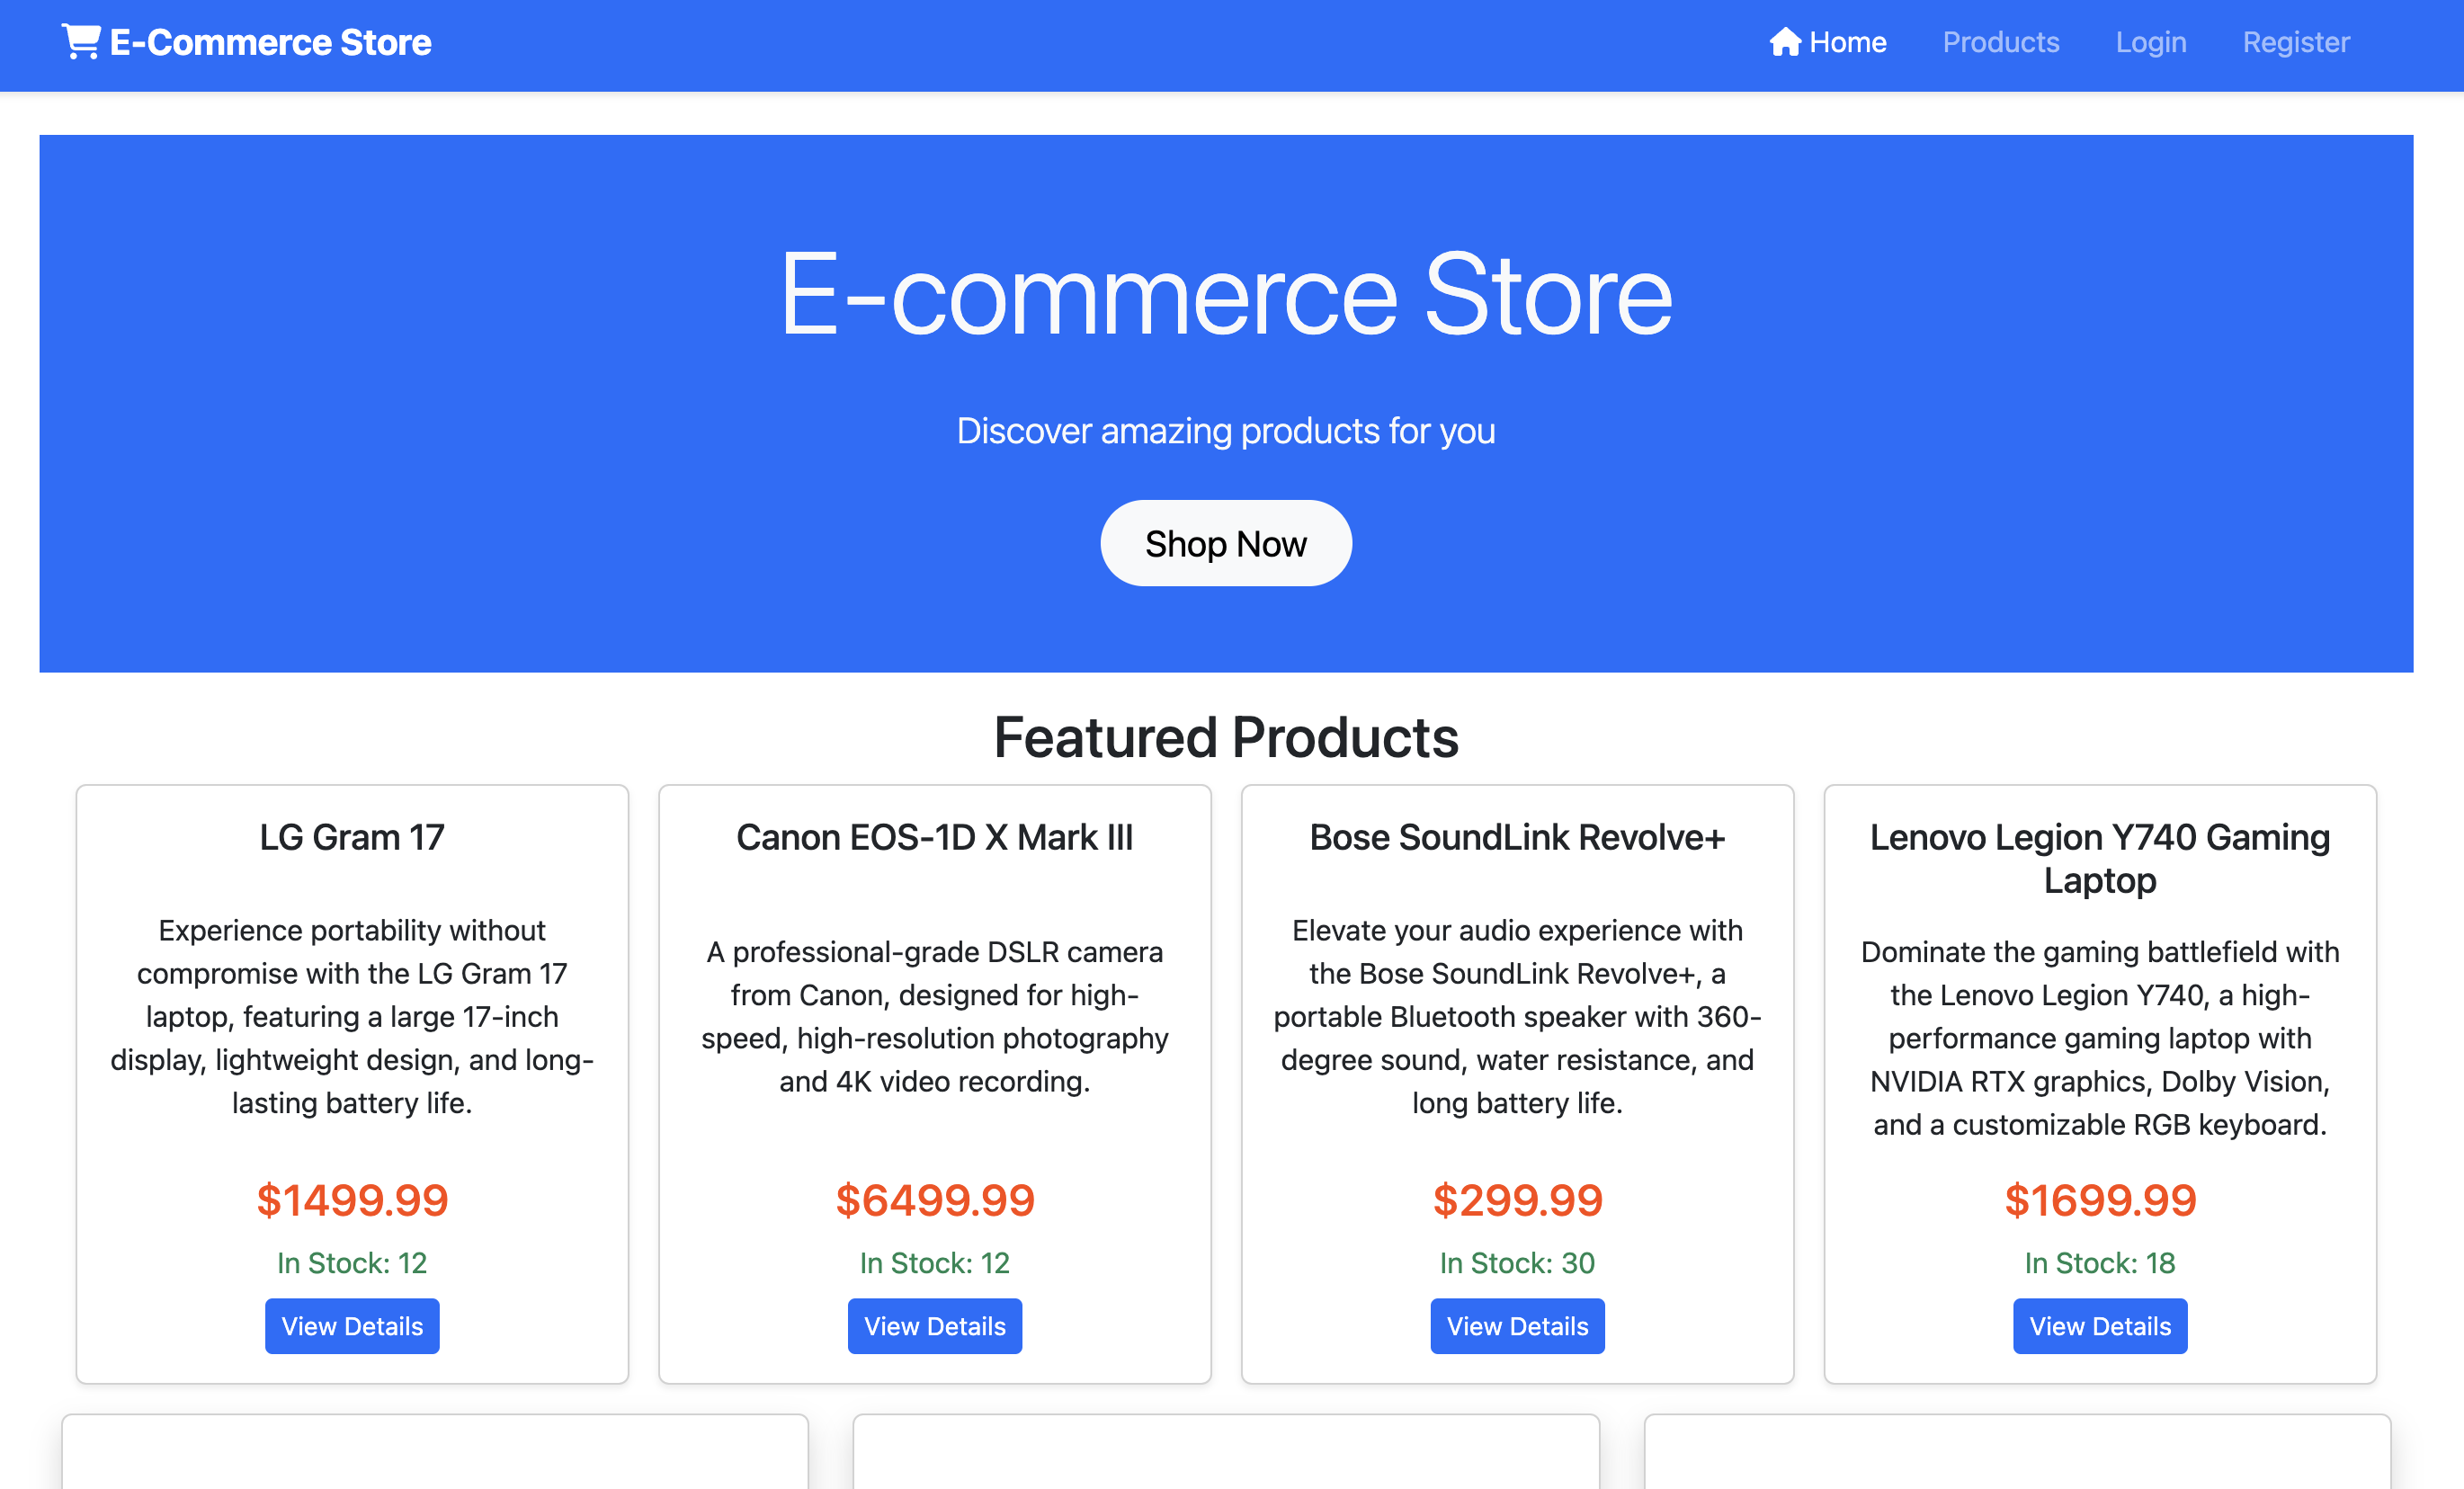 E-Commerce Store
Home Products Login Register
E-commerce Store
Discover amazing products for you
Shop Now
Featured Products
LG Gram 17
Experience portability without
compromise with the LG Gram 17
laptop, featuring a large 17-inch
display, lightweight design, and long-
lasting battery life.
$1499.99
In Stock: 12
View Details
Canon EOS-1D X Mark III
A professional-grade DSLR camera
from Canon, designed for high-
speed, high-resolution photography
and 4K video recording.
$6499.99
In Stock: 12
View Details
Bose SoundLink Revolve+
Elevate your audio experience with
the Bose SoundLink Revolve+, a
portable Bluetooth speaker with 360-
degree sound, water resistance, and
long battery life.
$299.99
In Stock: 30
View Details
Lenovo Legion Y740 Gaming
Laptop
Dominate the gaming battlefield with
the Lenovo Legion Y740, a high-
performance gaming laptop with
NVIDIA RTX graphics, Dolby Vision,
and a customizable RGB keyboard.
$1699.99
In Stock: 18
View Details